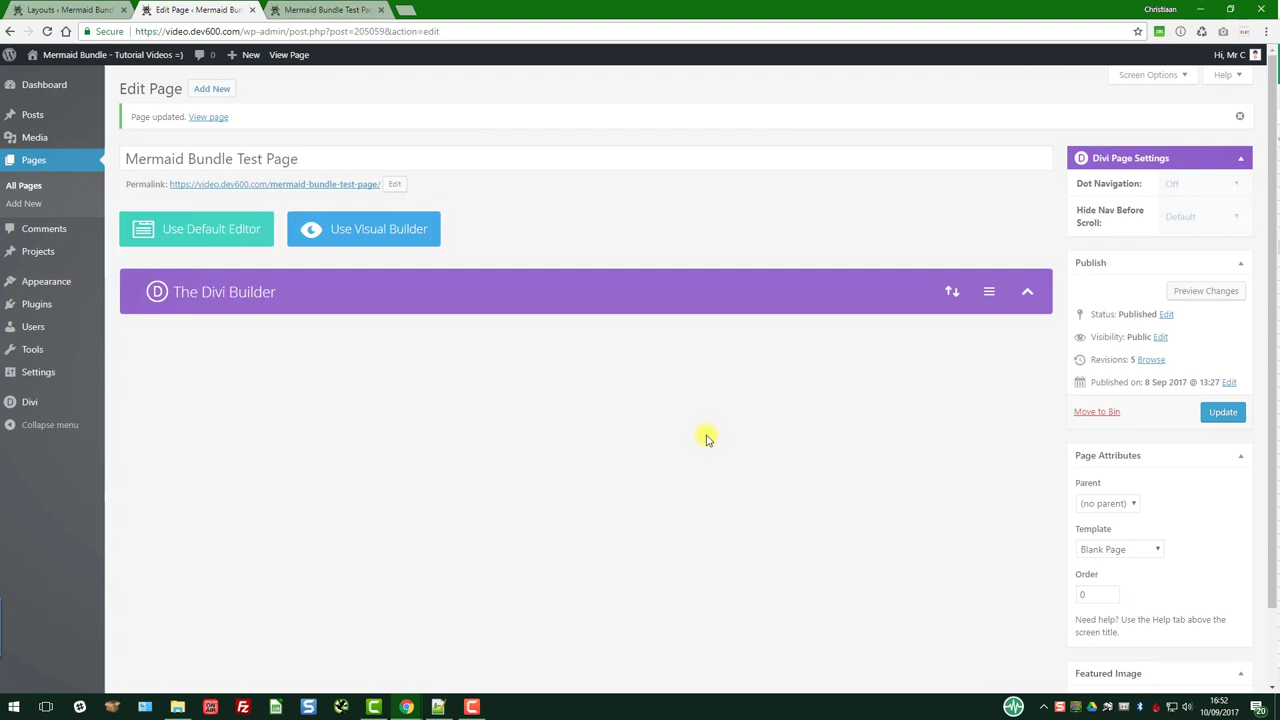 Layouts ‹ Mermaid Bund
Edit Page ‹ Mermaid Bun
Mermaid Bundle Test Pag
Christiaan
Secure
https://video.dev600.com/wp-admin/post.php?post=205059&action=edit
Mermaid Bundle - Tutorial Videos =)
0
New
View Page
Hi, Mr C
Dashboard
Posts
Media
Pages
All Pages
Add New
Comments
Projects
Appearance
Plugins
Users
Tools
Settings
Divi
Collapse menu
Edit Page
Add New
Screen Options
Help
Page updated. View page
Mermaid Bundle Test Page
Permalink: https://video.dev600.com/mermaid-bundle-test-page/ Edit
Use Default Editor
Use Visual Builder
D The Divi Builder
D Divi Page Settings
Dot Navigation: Off
Hide Nav Before Scroll: Default
Publish
Preview Changes
Status: Published Edit
Visibility: Public Edit
Revisions: 5 Browse
Published on: 8 Sep 2017 @ 13:27 Edit
Move to Bin
Update
Page Attributes
Parent
(no parent)
Template
Blank Page
Order
0
Need help? Use the Help tab above the
screen title.
Featured Image
16:52
10/09/2017
20